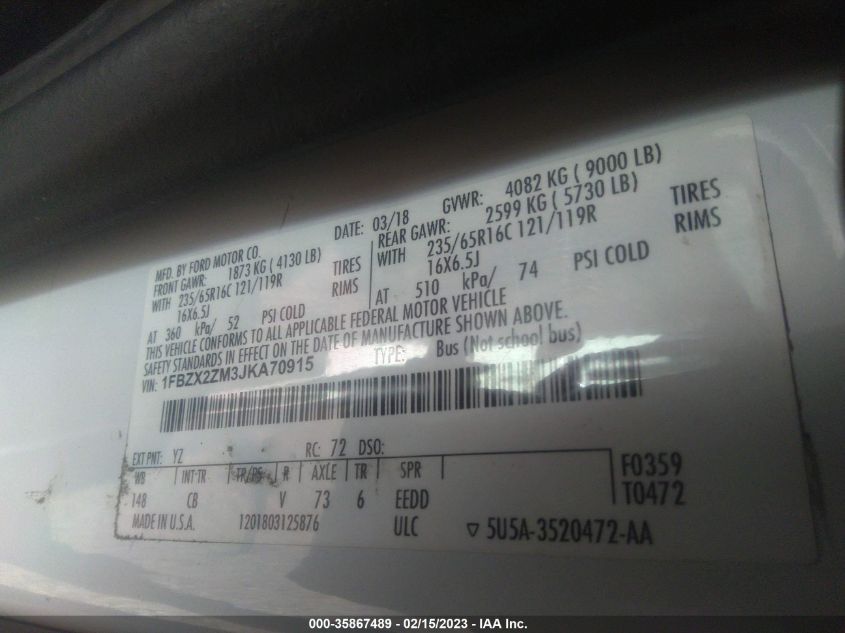 MFD. BY FORD MOTOR CO.
DATE: 03/18
GVWR: 4082 KG ( 9000 LB)
FRONT GAWR: 1873 KG ( 4130 LB)
REAR GAWR: 2599 KG ( 5730 LB)
WITH 235/65R16C 121/119R TIRES
WITH 235/65R16C 121/119R TIRES
16X6.5J RIMS
16X6.5J RIMS
AT 360 kPa/ 52 PSI COLD
AT 510 kPa/ 74 PSI COLD
THIS VEHICLE CONFORMS TO ALL APPLICABLE FEDERAL MOTOR VEHICLE
SAFETY STANDARDS IN EFFECT ON THE DATE OF MANUFACTURE SHOWN ABOVE.
VIN: 1FBZX2ZM3JKA70915
TYPE: Bus (Not school bus)
EXT PNT: YZ RC: 72 DSO:
WB INT TR TP/PS R AXLE TR SPR
148 CB V 73 6 EEDD
F0359
T0472
MADE IN U.S.A. 1201803125876 ULC ▽ 5U5A-3520472-AA
000-35867489 - 02/15/2023 - IAA Inc.